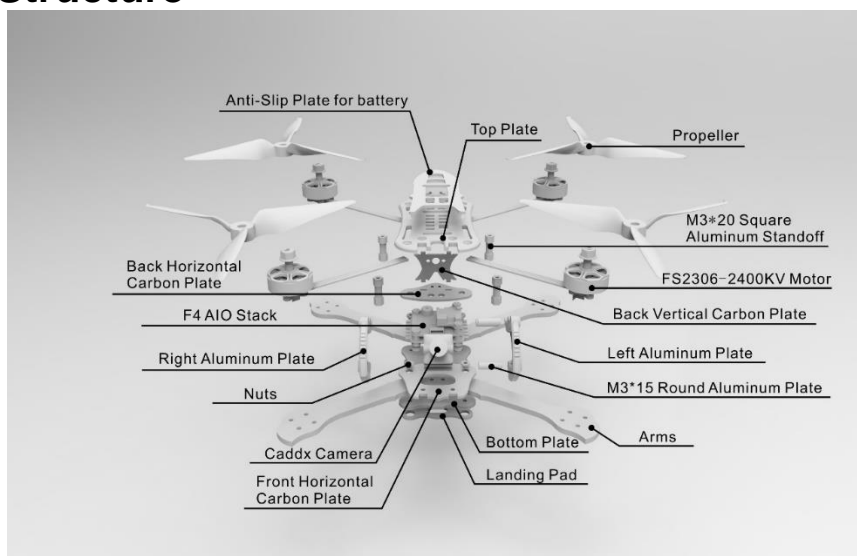 Structure
Anti-Slip Plate for battery
Top Plate
Propeller
M3*20 Square
Aluminum Standoff
Back Horizontal
Carbon Plate
FS2306-2400KV Motor
F4 AIO Stack
Back Vertical Carbon Plate
Right Aluminum Plate
Left Aluminum Plate
Nuts
M3*15 Round Aluminum Plate
Caddx Camera
Bottom Plate
Arms
Front Horizontal
Carbon Plate
Landing Pad